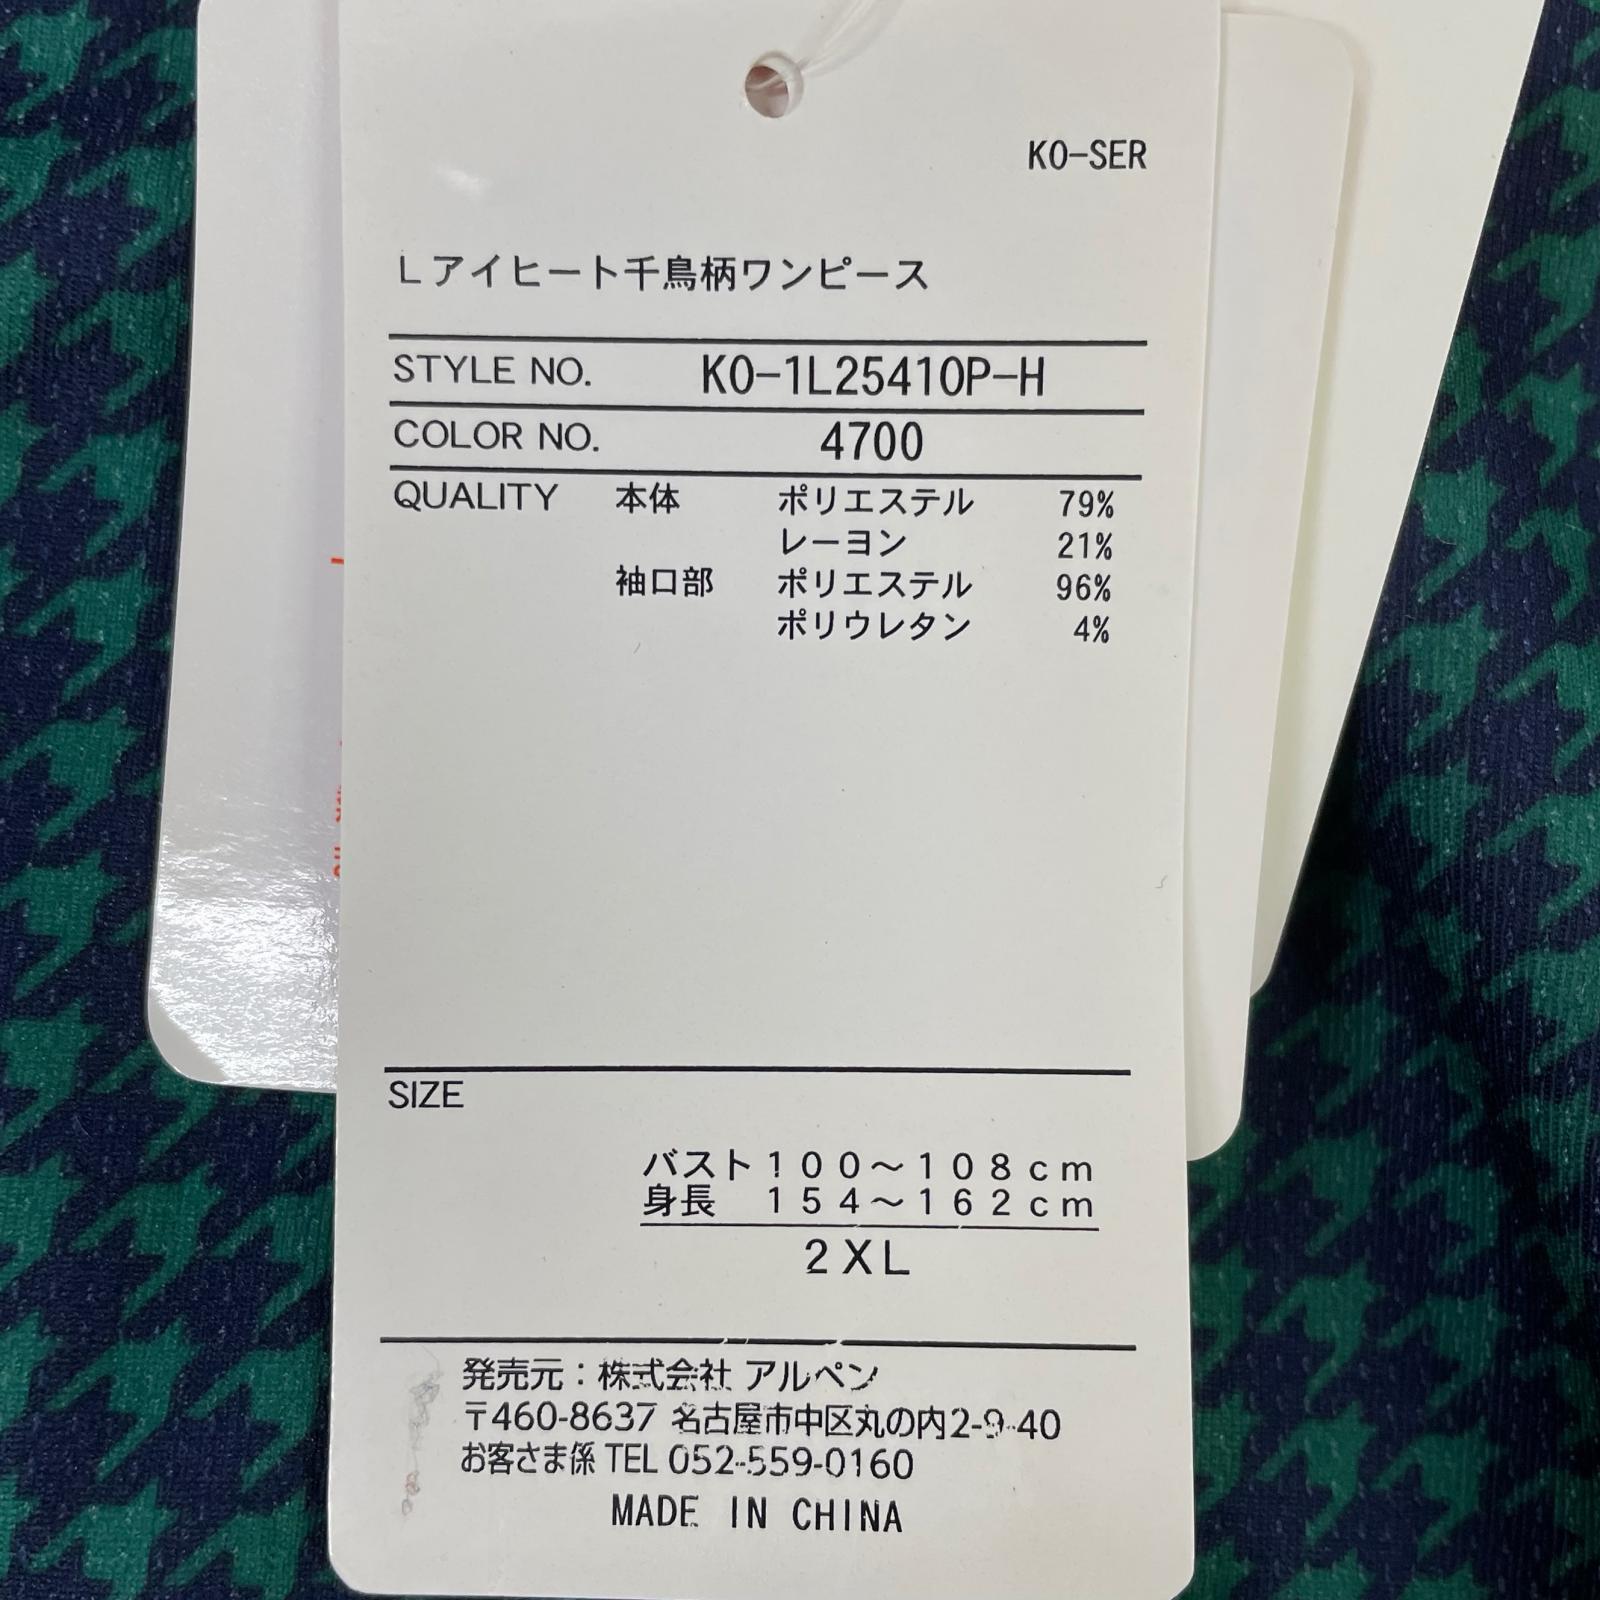 KO-SER
Lアイヒート千鳥柄ワンピース
STYLE NO. KO-1L25410P-H
COLOR NO. 4700
QUALITY 本体 ポリエステル 79%
レーヨン 21%
袖口部 ポリエステル 96%
ポリウレタン 4%
SIZE
バスト100〜108cm
身長 154〜162cm
2XL
発売元:株式会社 アルペン
〒460-8637 名古屋市中区丸の内2-9-40
お客さま係 TEL 052-559-0160
MADE IN CHINA